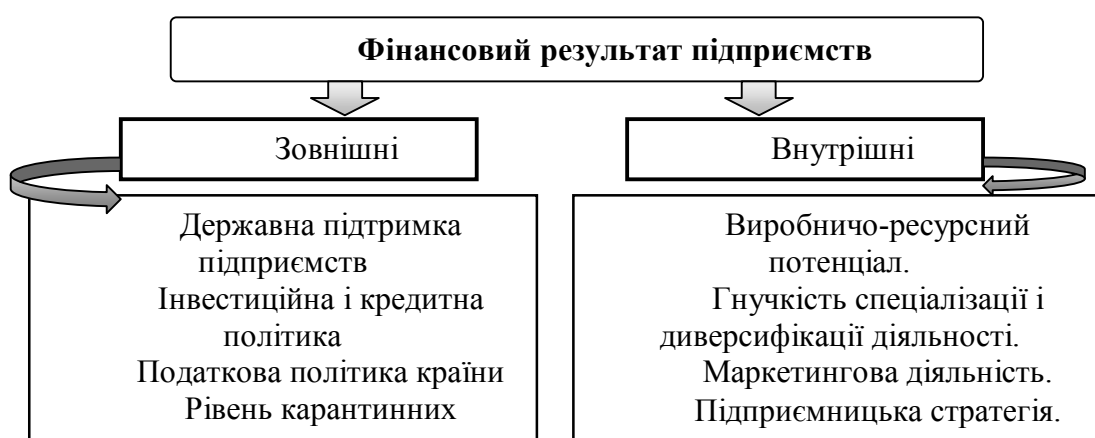 Фінансовий результат підприємств
Зовнішні
Внутрішні
Державна підтримка
підприємств
Інвестиційна і кредитна
політика
Податкова політика країни
Рівень карантинних
Виробничо-ресурсний
потенціал.
Гнучкість спеціалізації і
диверсифікації діяльності.
Маркетингова діяльність.
Підприємницька стратегія.